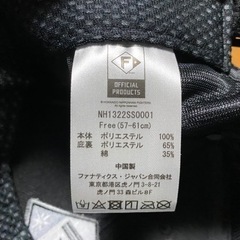 F
OFFICIAL
PRODUCTS
NH1322SS0001
Free(57-61cm)
本体 ポリエステル 100%
庇裏 ポリエステル 65%
綿 35%
中国製
ファナティクス・ジャパン合同会社
東京都港区虎ノ門3-8-21
虎ノ門33森ビル@F